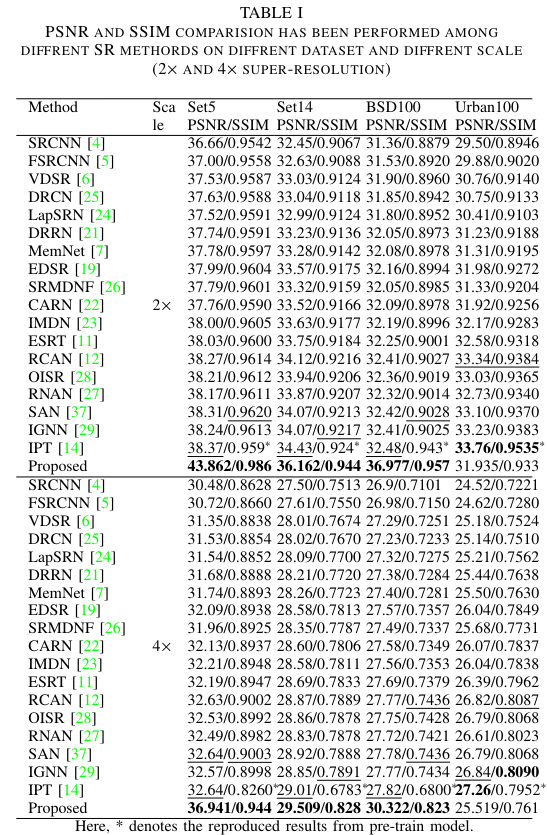 TABLE I
PSNR AND SSIM COMPARISION HAS BEEN PERFORMED AMONG
DIFFRENT SR METHORDS ON DIFFRENT DATASET AND DIFFRENT SCALE
(2× AND 4× SUPER-RESOLUTION)
Method Sca Set5 Set14 BSD100 Urban100
le PSNR/SSIM PSNR/SSIM PSNR/SSIM PSNR/SSIM
SRCNN [4] 36.66/0.9542 32.45/0.9067 31.36/0.8879 29.50/0.8946
FSRCNN [5] 37.00/0.9558 32.63/0.9088 31.53/0.8920 29.88/0.9020
VDSR [6] 37.53/0.9587 33.03/0.9124 31.90/0.8960 30.76/0.9140
DRCN [25] 37.63/0.9588 33.04/0.9118 31.85/0.8942 30.75/0.9133
LapSRN [24] 37.52/0.9591 32.99/0.9124 31.80/0.8952 30.41/0.9103
DRRN [21] 37.74/0.9591 33.23/0.9136 32.05/0.8973 31.23/0.9188
MemNet [7] 37.78/0.9597 33.28/0.9142 32.08/0.8978 31.31/0.9195
EDSR [19] 37.99/0.9604 33.57/0.9175 32.16/0.8994 31.98/0.9272
SRMDNF [26] 37.79/0.9601 33.32/0.9159 32.05/0.8985 31.33/0.9204
CARN [22] 2× 37.76/0.9590 33.52/0.9166 32.09/0.8978 31.92/0.9256
IMDN [23] 38.00/0.9605 33.63/0.9177 32.19/0.8996 32.17/0.9283
ESRT [11] 38.03/0.9600 33.75/0.9184 32.25/0.9001 32.58/0.9318
RCAN [12] 38.27/0.9614 34.12/0.9216 32.41/0.9027 33.34/0.9384
OISR [28] 38.21/0.9612 33.94/0.9206 32.36/0.9019 33.03/0.9365
RNAN [27] 38.17/0.9611 33.87/0.9207 32.32/0.9014 32.73/0.9340
SAN [37] 38.31/0.9620 34.07/0.9213 32.42/0.9028 33.10/0.9370
IGNN [29] 38.24/0.9613 34.07/0.9217 32.41/0.9025 33.23/0.9383
IPT [14] 38.37/0.959* 34.43/0.924* 32.48/0.943* 33.76/0.9535*
Proposed 43.862/0.986 36.162/0.944 36.977/0.957 31.935/0.933
SRCNN [4] 30.48/0.8628 27.50/0.7513 26.9/0.7101 24.52/0.7221
FSRCNN [5] 30.72/0.8660 27.61/0.7550 26.98/0.7150 24.62/0.7280
VDSR [6] 31.35/0.8838 28.01/0.7674 27.29/0.7251 25.18/0.7524
DRCN [25] 31.53/0.8854 28.02/0.7670 27.23/0.7233 25.14/0.7510
LapSRN [24] 31.54/0.8852 28.09/0.7700 27.32/0.7275 25.21/0.7562
DRRN [21] 31.68/0.8888 28.21/0.7720 27.38/0.7284 25.44/0.7638
MemNet [7] 31.74/0.8893 28.26/0.7723 27.40/0.7281 25.50/0.7630
EDSR [19] 32.09/0.8938 28.58/0.7813 27.57/0.7357 26.04/0.7849
SRMDNF [26] 31.96/0.8925 28.35/0.7787 27.49/0.7337 25.68/0.7731
CARN [22] 4× 32.13/0.8937 28.60/0.7806 27.58/0.7349 26.07/0.7837
IMDN [23] 32.21/0.8948 28.58/0.7811 27.56/0.7353 26.04/0.7838
ESRT [11] 32.19/0.8947 28.69/0.7833 27.69/0.7379 26.39/0.7962
RCAN [12] 32.63/0.9002 28.87/0.7889 27.77/0.7436 26.82/0.8087
OISR [28] 32.53/0.8992 28.86/0.7878 27.75/0.7428 26.79/0.8068
RNAN [27] 32.49/0.8982 28.83/0.7878 27.72/0.7421 26.61/0.8023
SAN [37] 32.64/0.9003 28.92/0.7888 27.78/0.7436 26.79/0.8068
IGNN [29] 32.57/0.8998 28.85/0.7891 27.77/0.7434 26.84/0.8090
IPT [14] 32.64/0.8260* 29.01/0.6783* 27.82/0.6800* 27.26/0.7952*
Proposed 36.941/0.944 29.509/0.828 30.322/0.823 25.519/0.761
Here, * denotes the reproduced results from pre-train model.